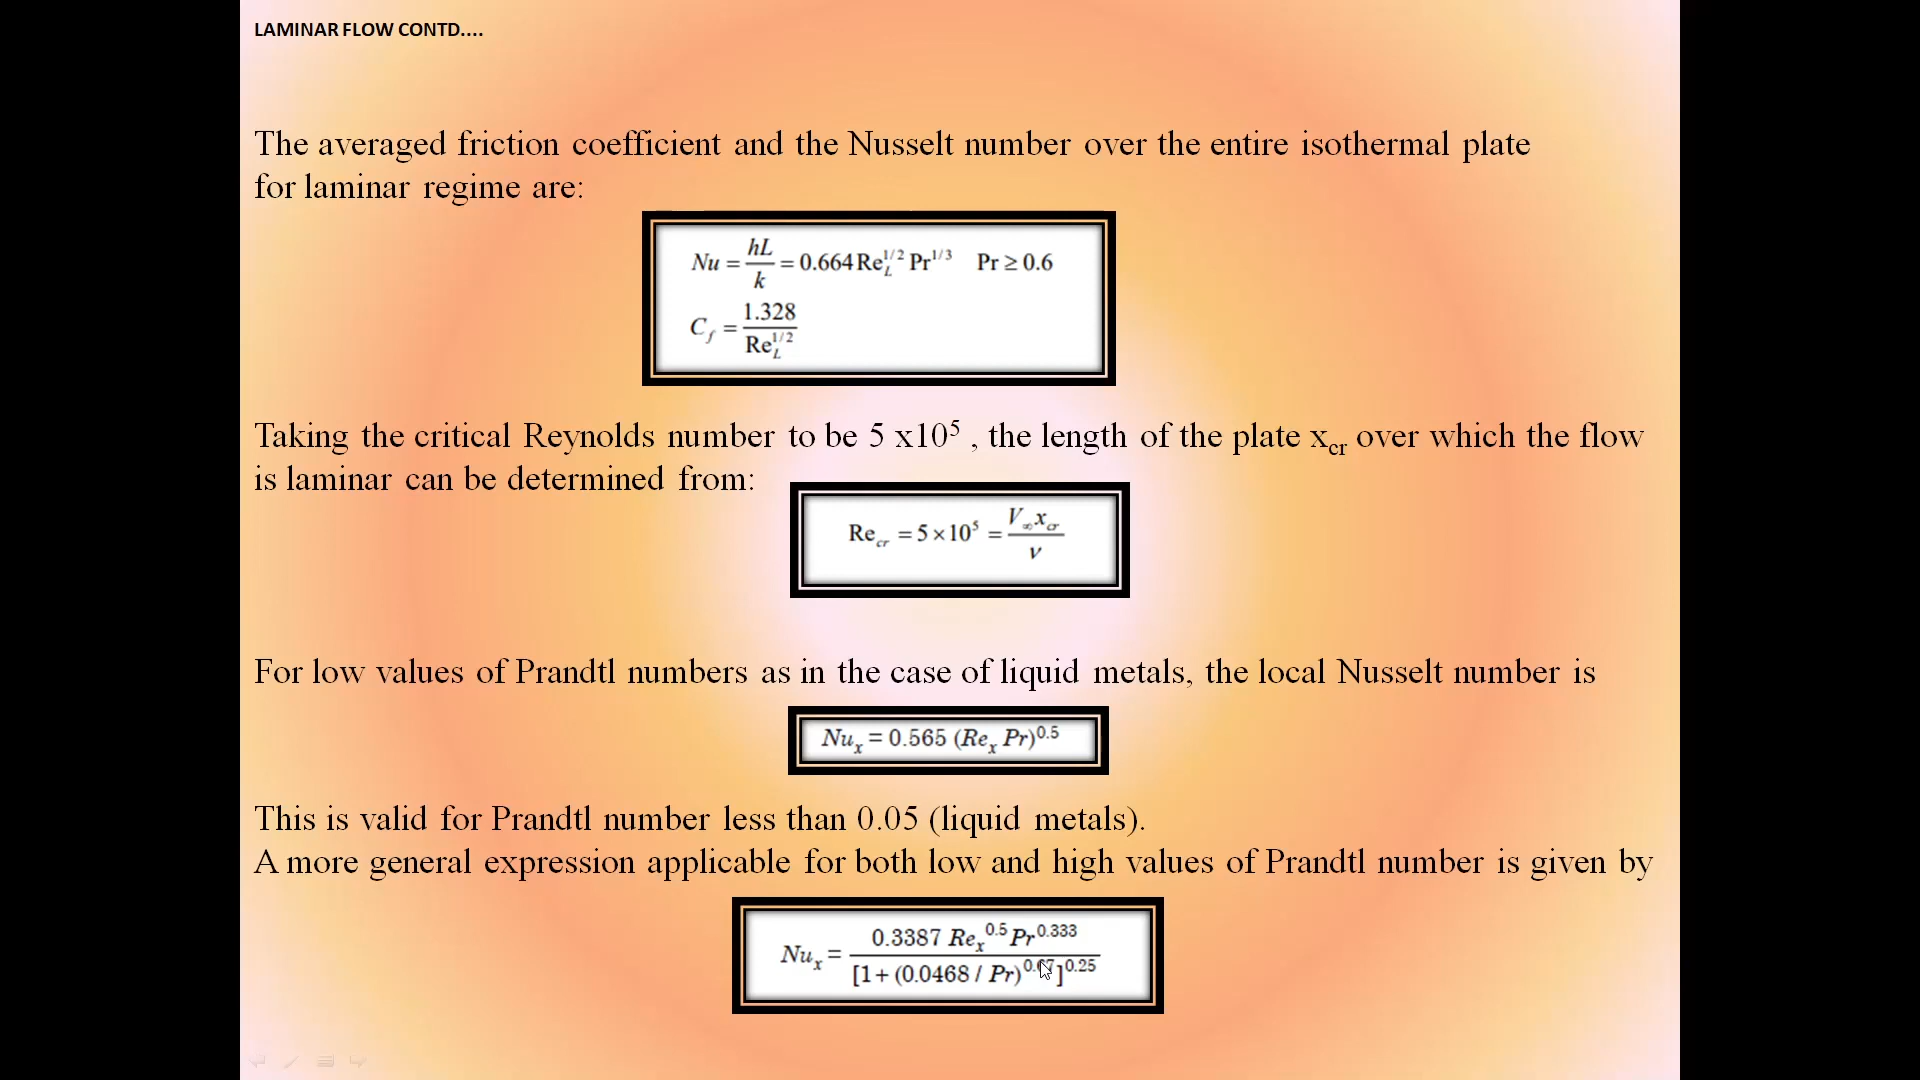 LAMINAR FLOW CONTD....
The averaged friction coefficient and the Nusselt number over the entire isothermal plate
for laminar regime are:
Nu = hL/k = 0.664 Re_L^1/2 Pr^1/3 Pr ≥ 0.6
C_f = 1.328/Re_L^1/2
Taking the critical Reynolds number to be 5 x10^5 , the length of the plate x_cr over which the flow
is laminar can be determined from:
Re_cr = 5 × 10^5 = V_∞ x_cr/ν
For low values of Prandtl numbers as in the case of liquid metals, the local Nusselt number is
Nu_x = 0.565 (Re_x Pr)^0.5
This is valid for Prandtl number less than 0.05 (liquid metals).
A more general expression applicable for both low and high values of Prandtl number is given by
Nu_x = 0.3387 Re_x^0.5 Pr^0.333 / [1 + (0.0468 / Pr)^0.67]^0.25